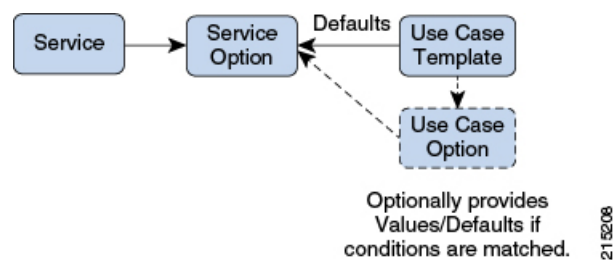 Service
Service
Option
Defaults
Use Case
Template
Use Case
Option
Optionally provides
Values/Defaults if
conditions are matched.
215208